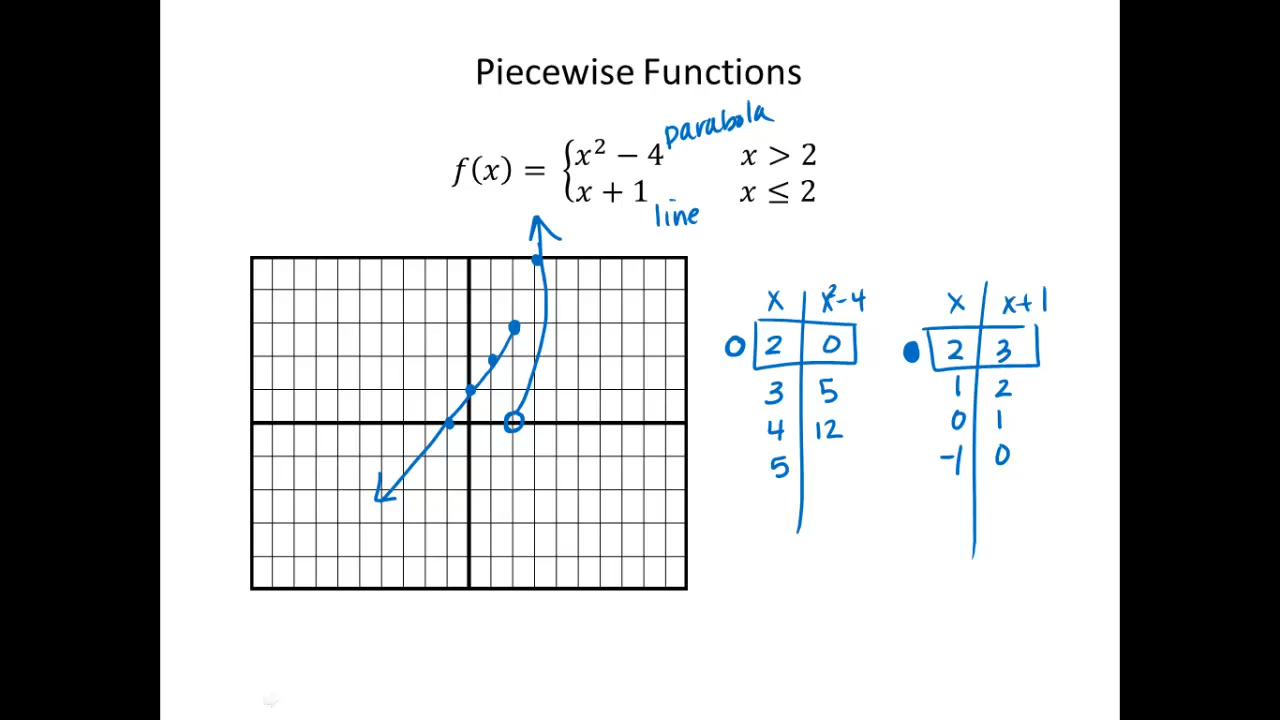 Piecewise Functions
parabola
f(x) = { x² − 4 x > 2
x + 1 x ≤ 2
line
x x²-4
2 0
3 5
4 12
5
x x+1
2 3
1 2
0 1
-1 0